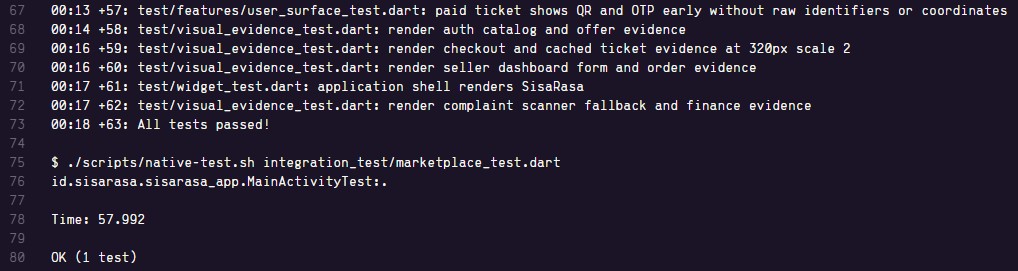 67 00:13 +57: test/features/user_surface_test.dart: paid ticket shows QR and OTP early without raw identifiers or coordinates
68 00:14 +58: test/visual_evidence_test.dart: render auth catalog and offer evidence
69 00:16 +59: test/visual_evidence_test.dart: render checkout and cached ticket evidence at 320px scale 2
70 00:16 +60: test/visual_evidence_test.dart: render seller dashboard form and order evidence
71 00:17 +61: test/widget_test.dart: application shell renders SisaRasa
72 00:17 +62: test/visual_evidence_test.dart: render complaint scanner fallback and finance evidence
73 00:18 +63: All tests passed!
74
75 $ ./scripts/native-test.sh integration_test/marketplace_test.dart
76 id.sisarasa.sisarasa_app.MainActivityTest:.
77
78 Time: 57.992
79
80 OK (1 test)